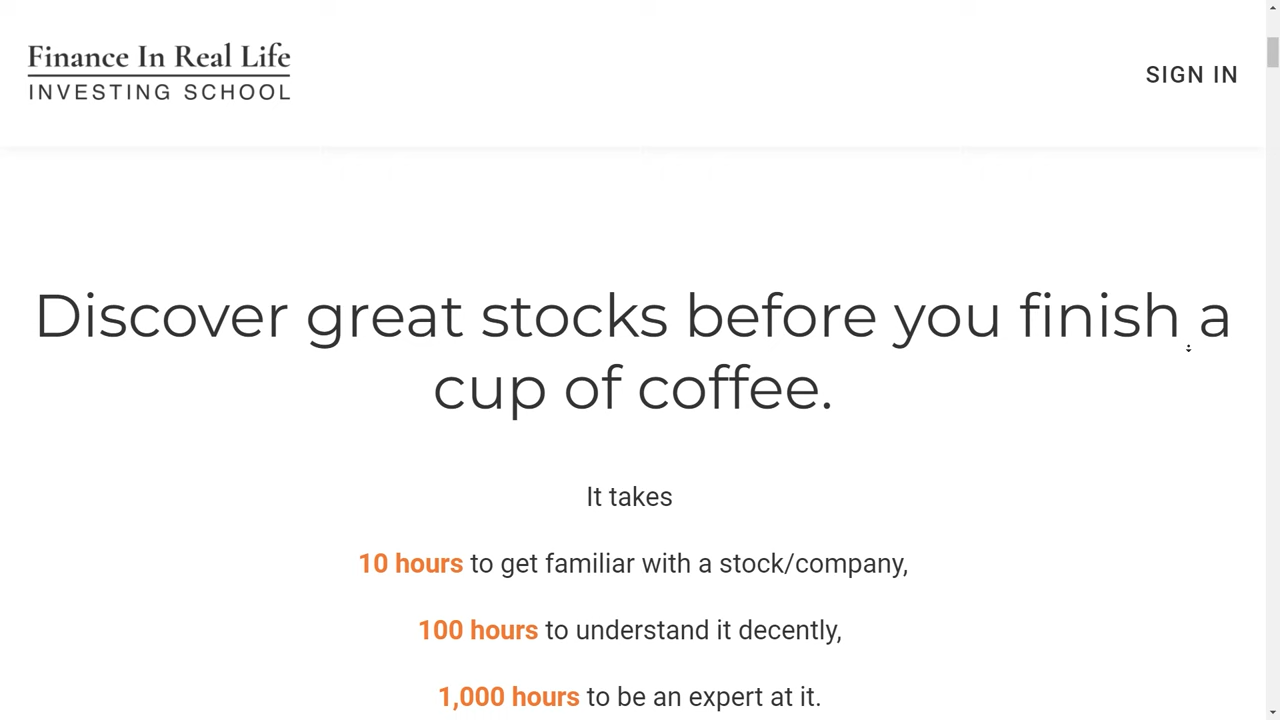 Finance In Real Life
INVESTING SCHOOL
SIGN IN
Discover great stocks before you finish a
cup of coffee.
It takes
10 hours to get familiar with a stock/company,
100 hours to understand it decently,
1,000 hours to be an expert at it.